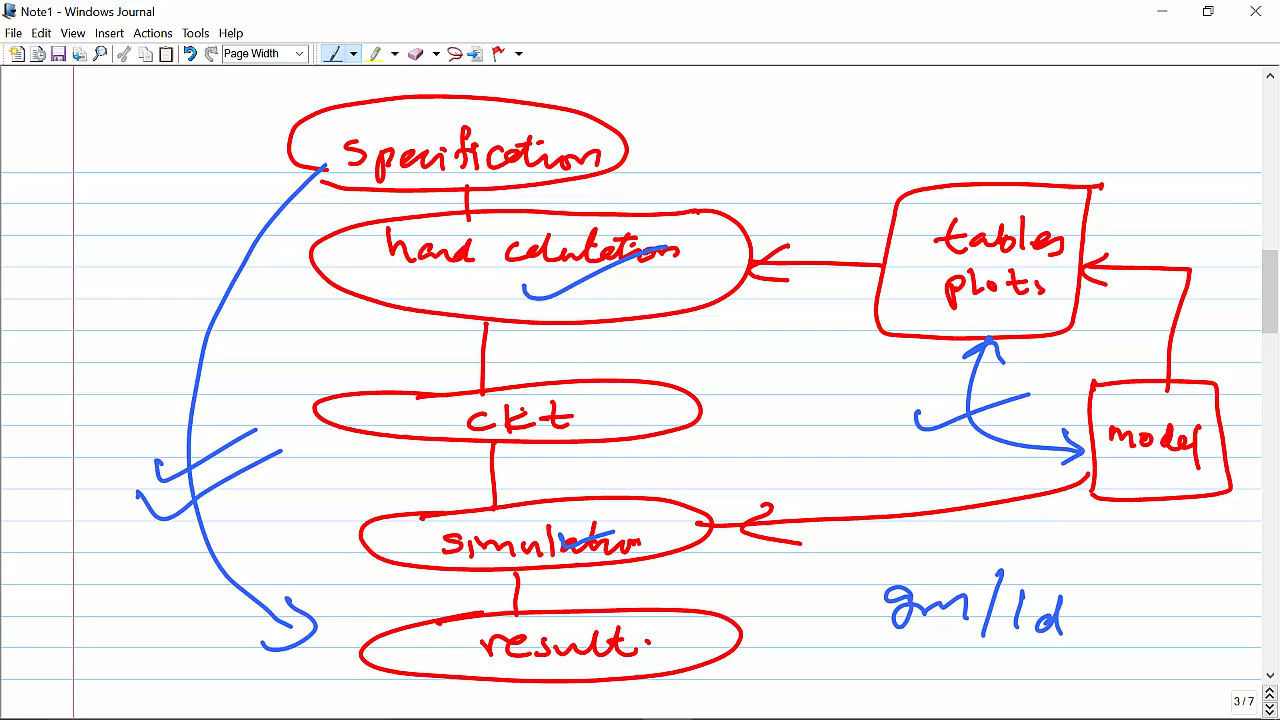 Note1 - Windows Journal
File Edit View Insert Actions Tools Help
Page Width
specification
hand calculation
tables
plots
ckt
model
simulation
gm/Id
result.
3 / 7